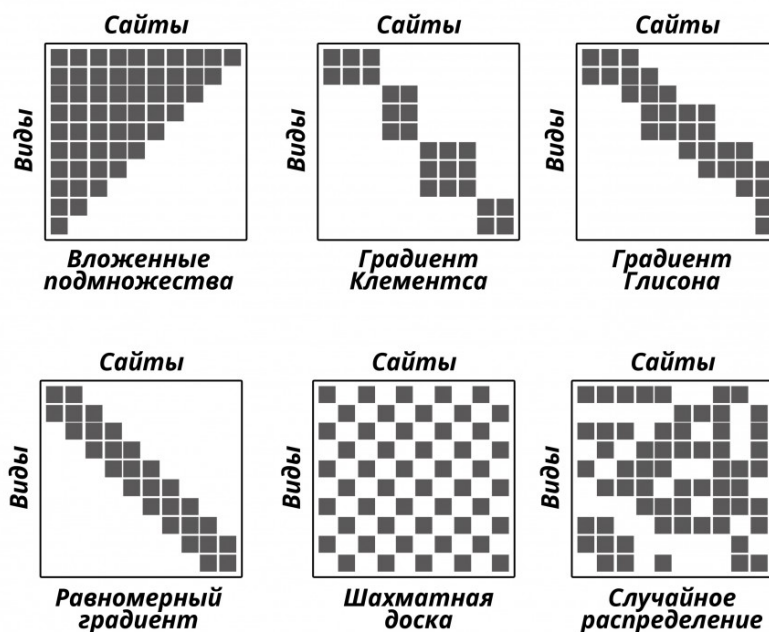 Сайты
Сайты
Сайты
Виды
Виды
Виды
Вложенные
подмножества
Градиент
Клементса
Градиент
Глисона
Сайты
Сайты
Сайты
Виды
Виды
Виды
Равномерный
градиент
Шахматная
доска
Случайное
распределение